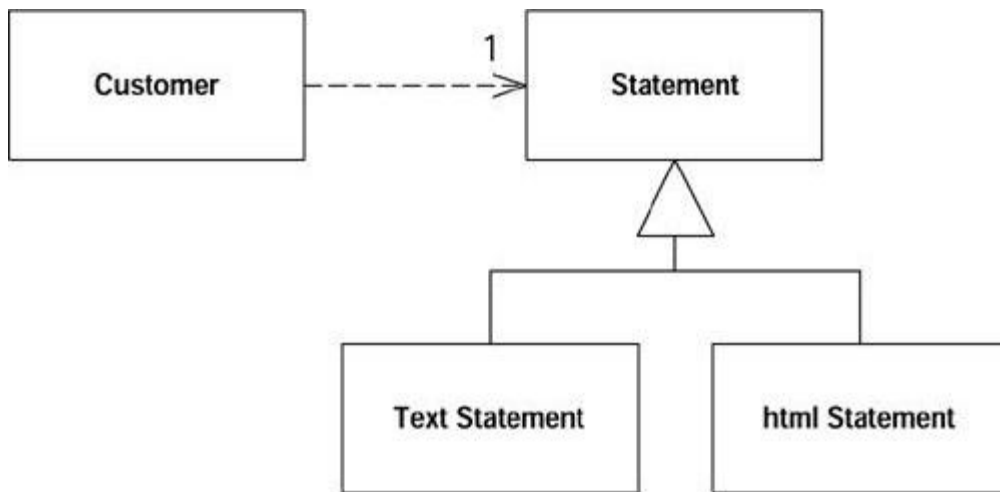 1
Customer
Statement
Text Statement
html Statement